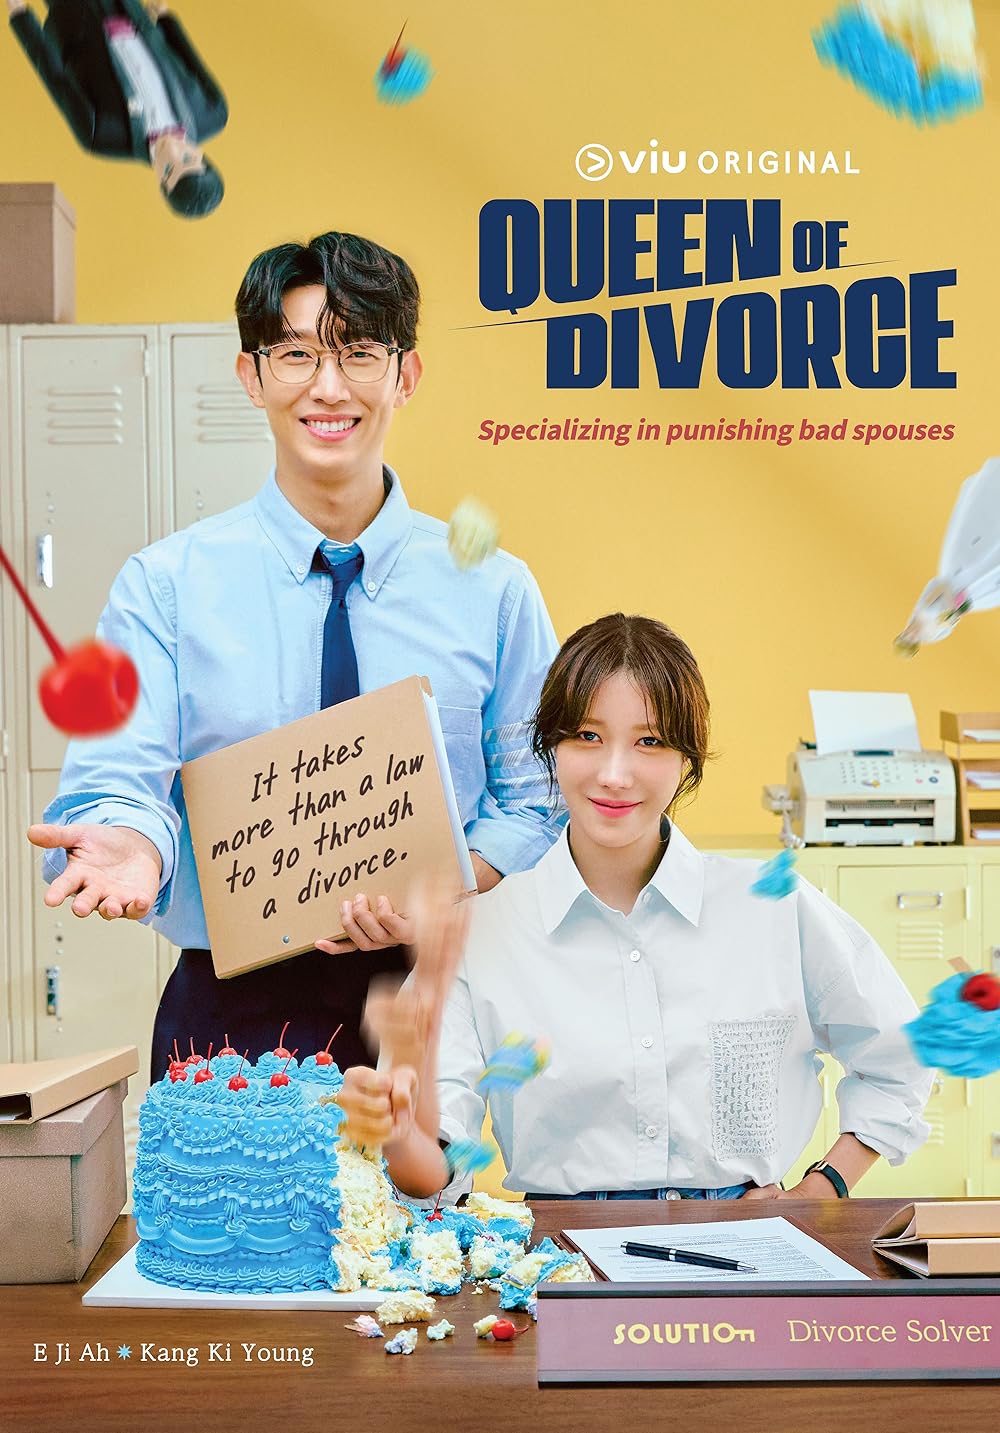 VIU ORIGINAL
QUEEN OF
DIVORCE
Specializing in punishing bad spouses
It takes
more than a law
to go through
a divorce.
SOLUTION Divorce Solver
E Ji Ah * Kang Ki Young